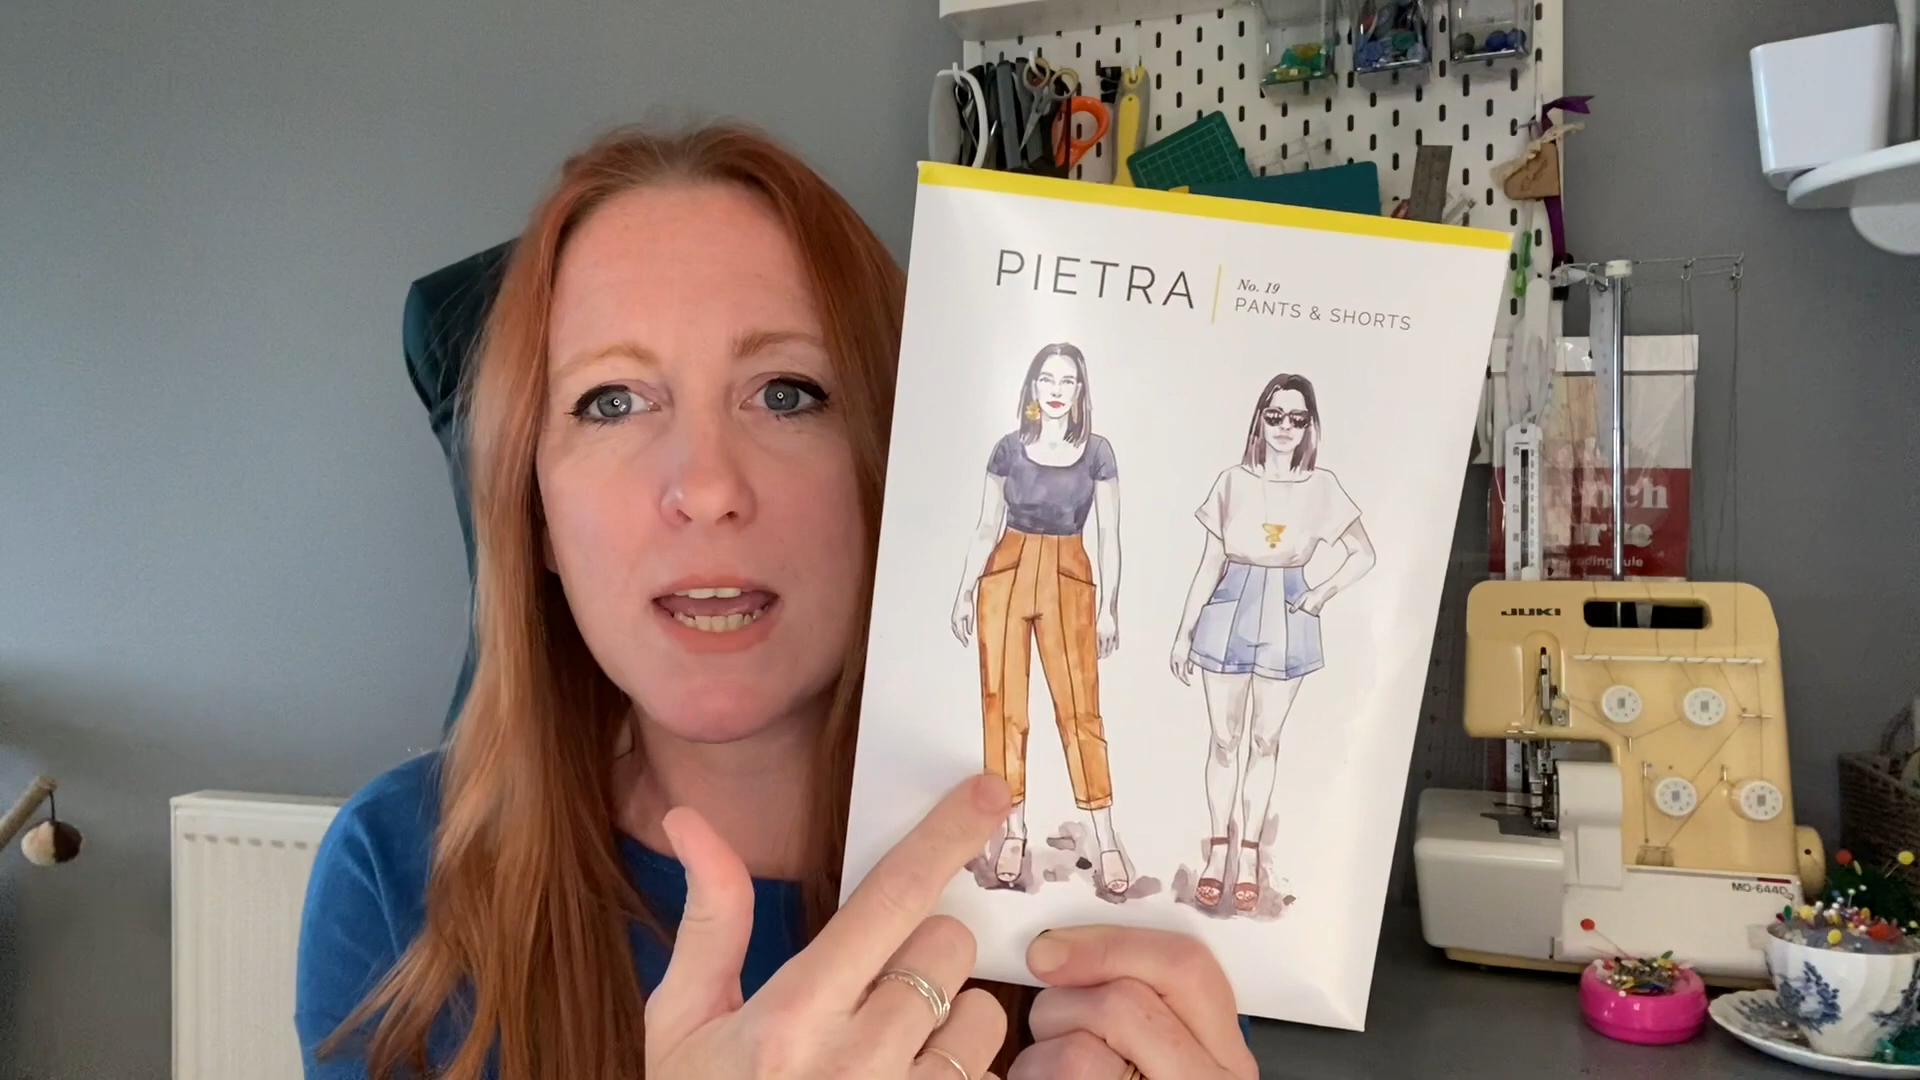 PIETRA
No. 19
PANTS & SHORTS
JUKI
MO-644D